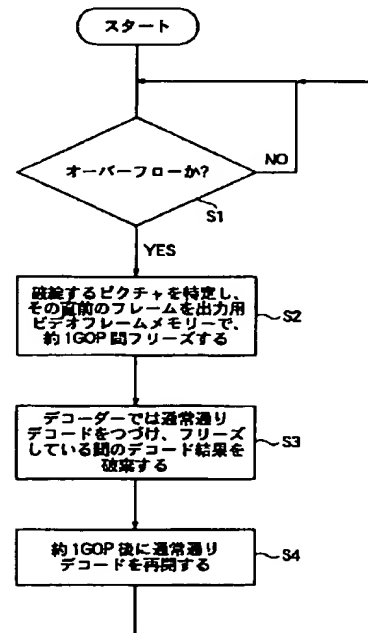 スタート
オーバーフローか?
NO
S1
YES
破綻するピクチャを特定し、
その直前のフレームを出力用
ビデオフレームメモリーで、
約1GOP間フリーズする
S2
デコーダーでは通常通り
デコードをつづけ、フリーズ
している間のデコード結果を
破棄する
S3
約1GOP後に通常通り
デコードを再開する
S4